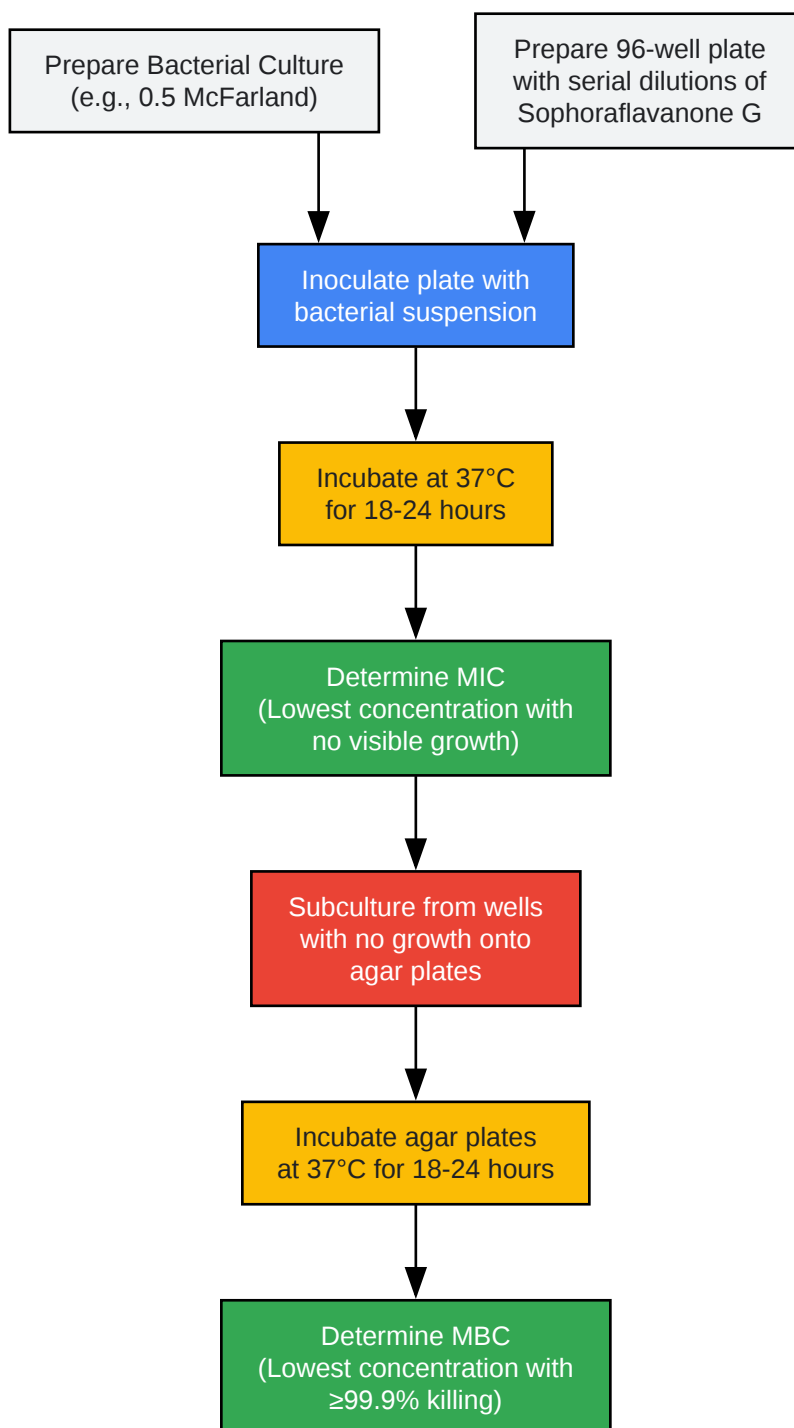 Prepare Bacterial Culture
(e.g., 0.5 McFarland)
Prepare 96-well plate
with serial dilutions of
Sophoraflavanone G
Inoculate plate with
bacterial suspension
Incubate at 37°C
for 18-24 hours
Determine MIC
(Lowest concentration with
no visible growth)
Subculture from wells
with no growth onto
agar plates
Incubate agar plates
at 37°C for 18-24 hours
Determine MBC
(Lowest concentration with
≥99.9% killing)